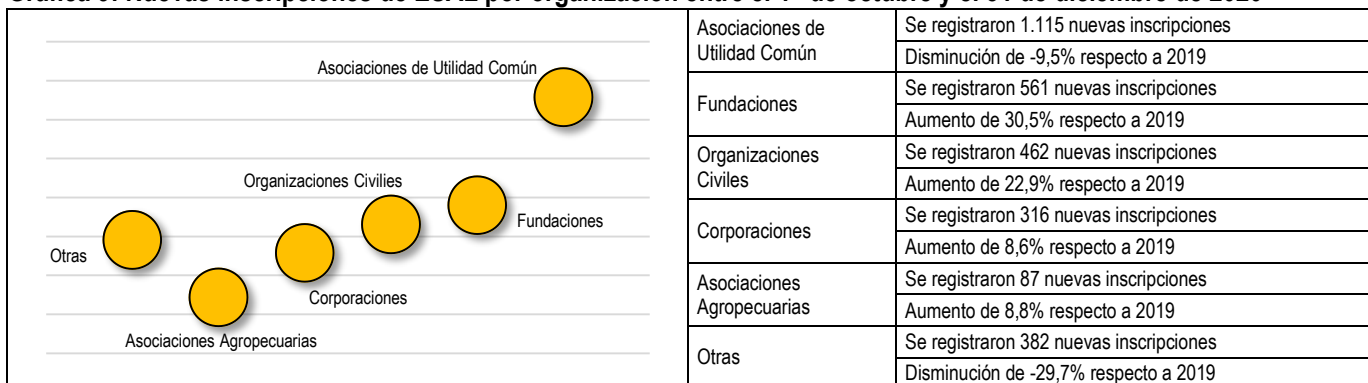 Asociaciones de Utilidad Común
Organizaciones Civilies
Fundaciones
Otras
Corporaciones
Asociaciones Agropecuarias
Asociaciones de
Utilidad Común
Se registraron 1.115 nuevas inscripciones
Disminución de -9,5% respecto a 2019
Fundaciones
Se registraron 561 nuevas inscripciones
Aumento de 30,5% respecto a 2019
Organizaciones
Civiles
Se registraron 462 nuevas inscripciones
Aumento de 22,9% respecto a 2019
Corporaciones
Se registraron 316 nuevas inscripciones
Aumento de 8,6% respecto a 2019
Asociaciones
Agropecuarias
Se registraron 87 nuevas inscripciones
Aumento de 8,8% respecto a 2019
Otras
Se registraron 382 nuevas inscripciones
Disminución de -29,7% respecto a 2019